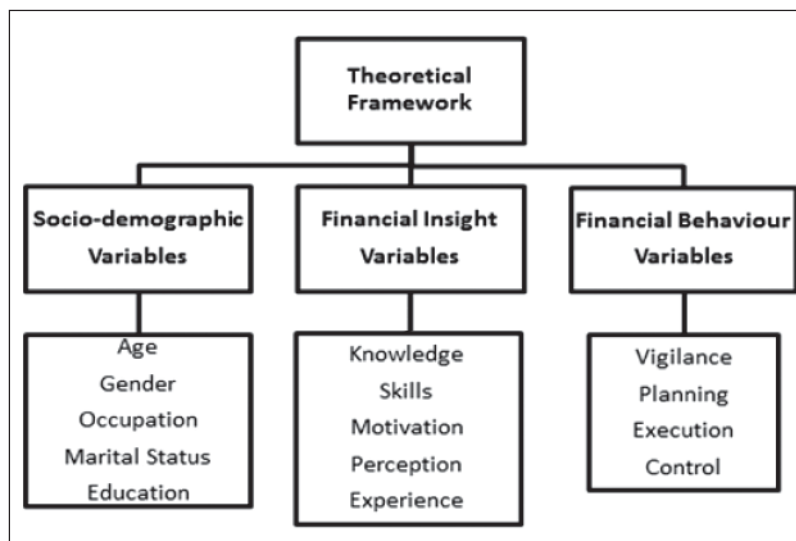 Theoretical
Framework
Socio-demographic
Variables
Financial Insight
Variables
Financial Behaviour
Variables
Age
Gender
Occupation
Marital Status
Education
Knowledge
Skills
Motivation
Perception
Experience
Vigilance
Planning
Execution
Control